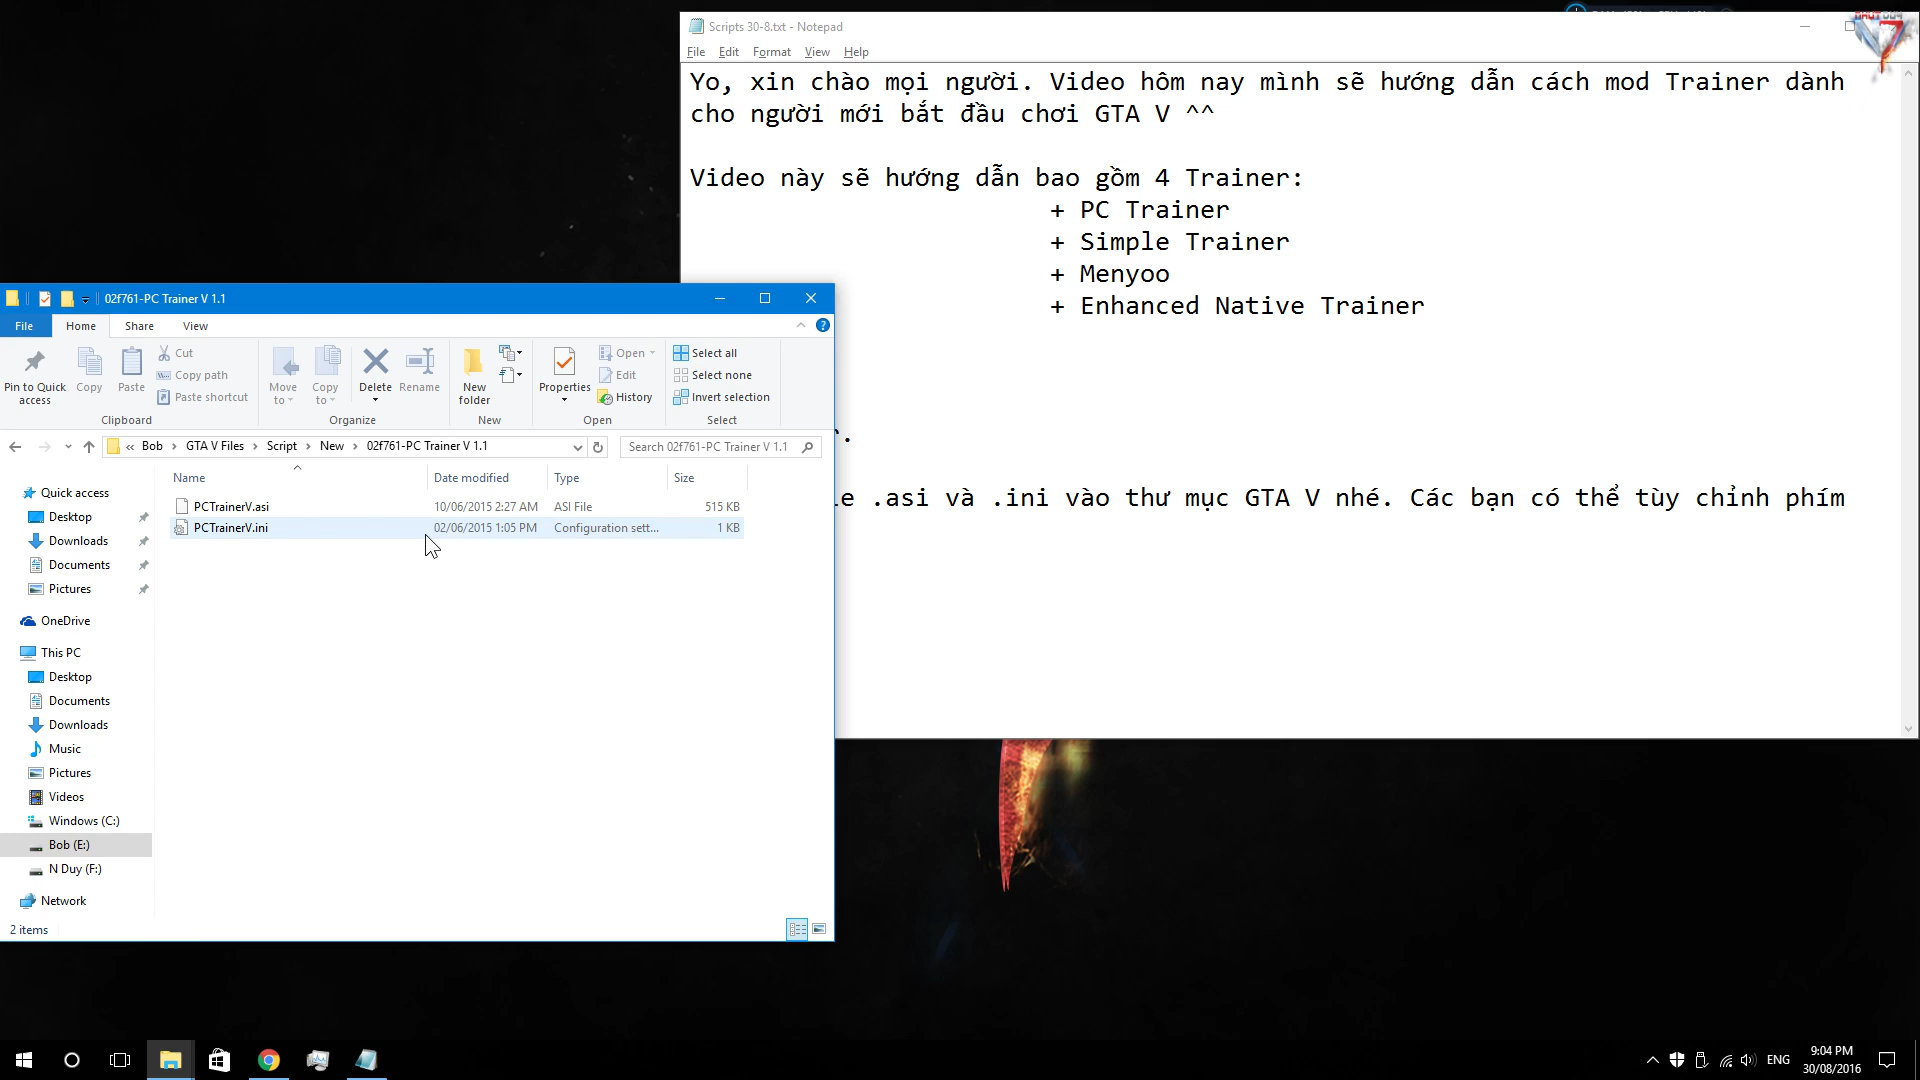 Scripts 30-8.txt - Notepad
File Edit Format View Help
Yo, xin chào mọi người. Video hôm nay mình sẽ hướng dẫn cách mod Trainer dành
cho người mới bắt đầu chơi GTA V ^^
Video này sẽ hướng dẫn bao gồm 4 Trainer:
+ PC Trainer
+ Simple Trainer
+ Menyoo
+ Enhanced Native Trainer
.asi và .ini vào thư mục GTA V nhé. Các bạn có thể tùy chỉnh phím
02f761-PC Trainer V 1.1
File Home Share View
Pin to Quick access
Copy
Paste
Cut
Copy path
Paste shortcut
Clipboard
Move to
Copy to
Delete
Rename
Organize
New folder
New
Properties
Open
Edit
History
Open
Select all
Select none
Invert selection
Select
« Bob > GTA V Files > Script > New > 02f761-PC Trainer V 1.1
Search 02f761-PC Trainer V 1.1
Name Date modified Type Size
PCTrainerV.asi 10/06/2015 2:27 AM ASI File 515 KB
PCTrainerV.ini 02/06/2015 1:05 PM Configuration sett... 1 KB
Quick access
Desktop
Downloads
Documents
Pictures
OneDrive
This PC
Desktop
Documents
Downloads
Music
Pictures
Videos
Windows (C:)
Bob (E:)
N Duy (F:)
Network
2 items
ENG
9:04 PM
30/08/2016